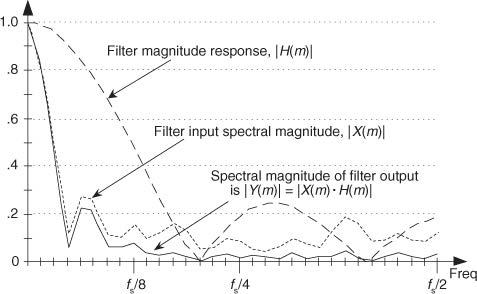 1.0
Filter magnitude response, |H(m)|
.8
.6
Filter input spectral magnitude, |X(m)|
.4
Spectral magnitude of filter output
is |Y(m)| = |X(m) · H(m)|
.2
0
Freq
fs/8
fs/4
fs/2